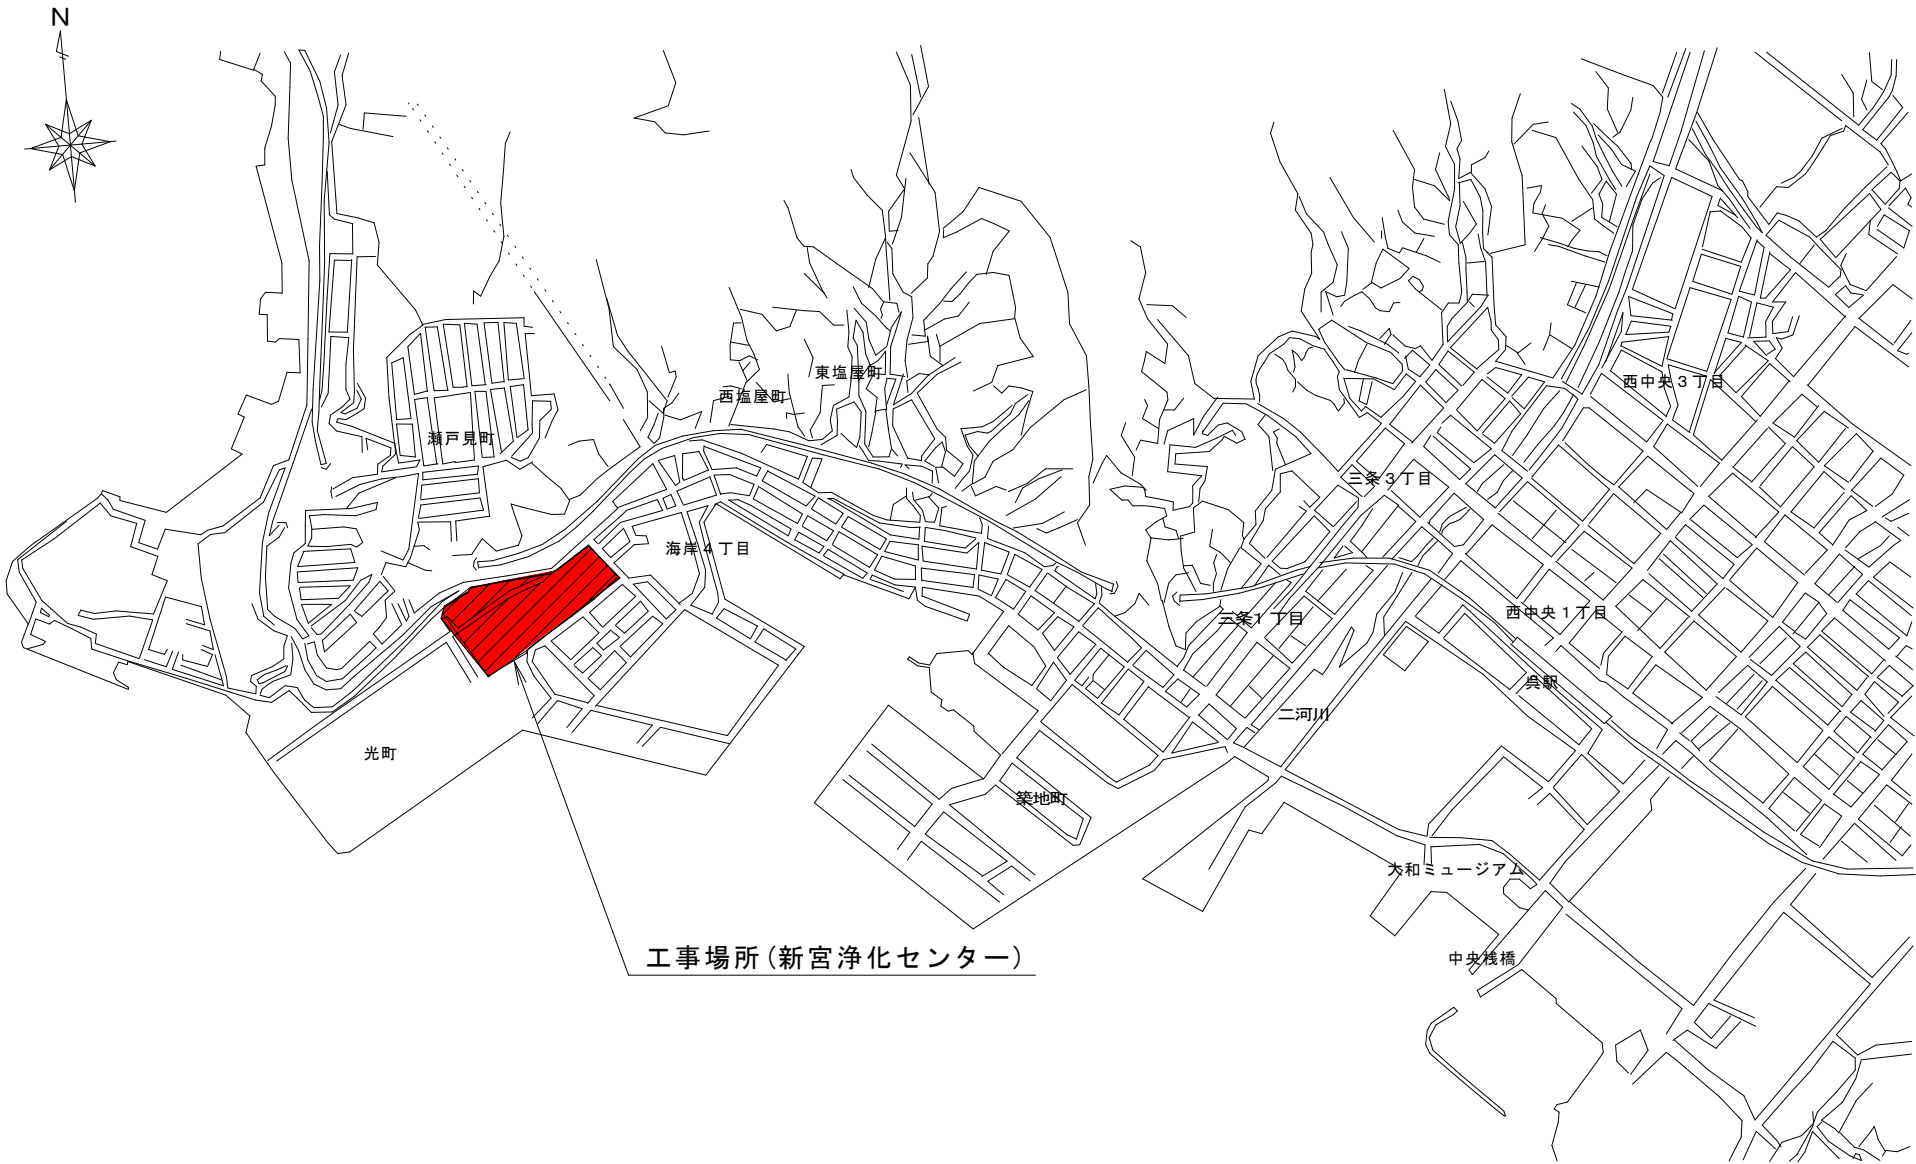 N
東塩屋町
西中央3丁目
西塩屋町
瀬戸見町
三条3丁目
海岸4丁目
西中央1丁目
三条1丁目
呉駅
二河川
光町
築地町
大和ミュージアム
工事場所(新宮浄化センター)
中央桟橋